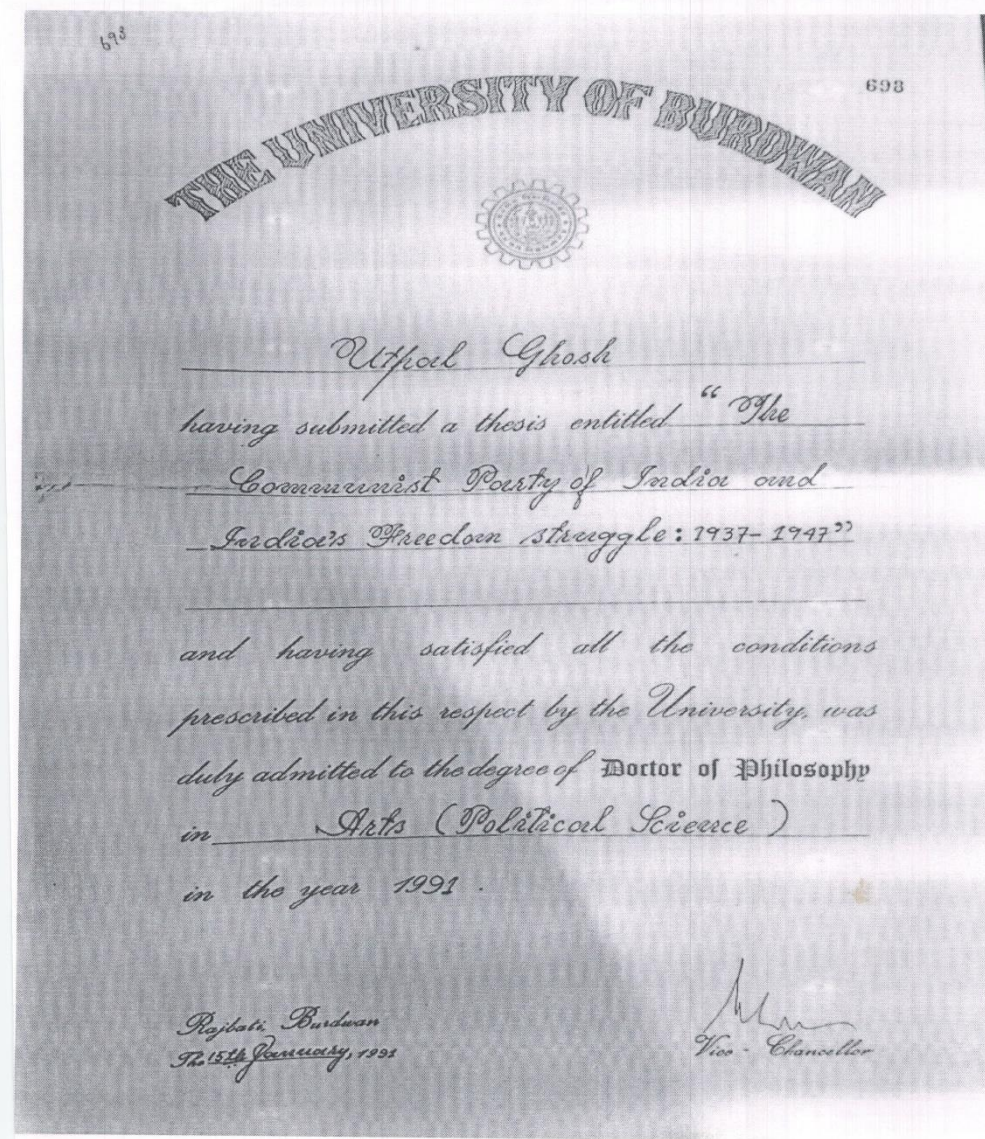 693
693
THE UNIVERSITY OF BURDWAN
Utpal Ghosh
having submitted a thesis entitled “The
Communist Party of India and
India's Freedom struggle: 1937-1947”
and having satisfied all the conditions
prescribed in this respect by the University, was
duly admitted to the degree of Doctor of Philosophy
in Arts (Political Science)
in the year 1991.
Rajbati, Burdwan
The 15th January, 1991
Vice-Chancellor